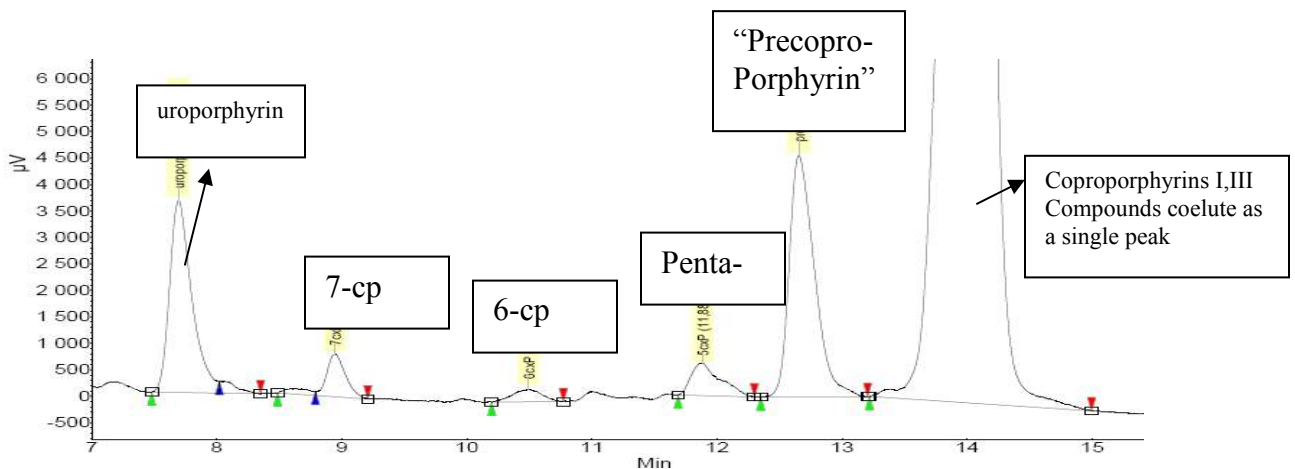 “Precopro-
Porphyrin”
uroporphyrin
Coproporphyrins I,III
Compounds coelute as
a single peak
Penta-
7-cp
6-cp
5cxP
6 000
5 500
5 000
4 500
4 000
3 500
3 000
2 500
2 000
1 500
1 000
500
0
-500
µV
7 8 9 10 11 12 13 14 15
Min